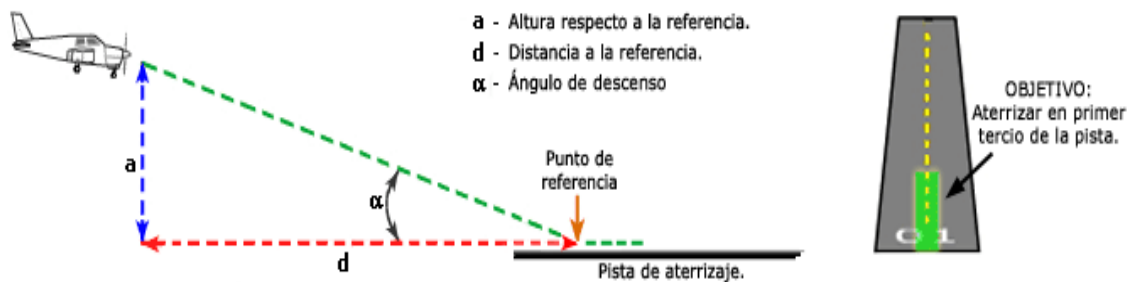 a - Altura respecto a la referencia.
d - Distancia a la referencia.
α - Ángulo de descenso
a
α
Punto de
referencia
d
Pista de aterrizaje.
OBJETIVO:
Aterrizar en primer
tercio de la pista.
01